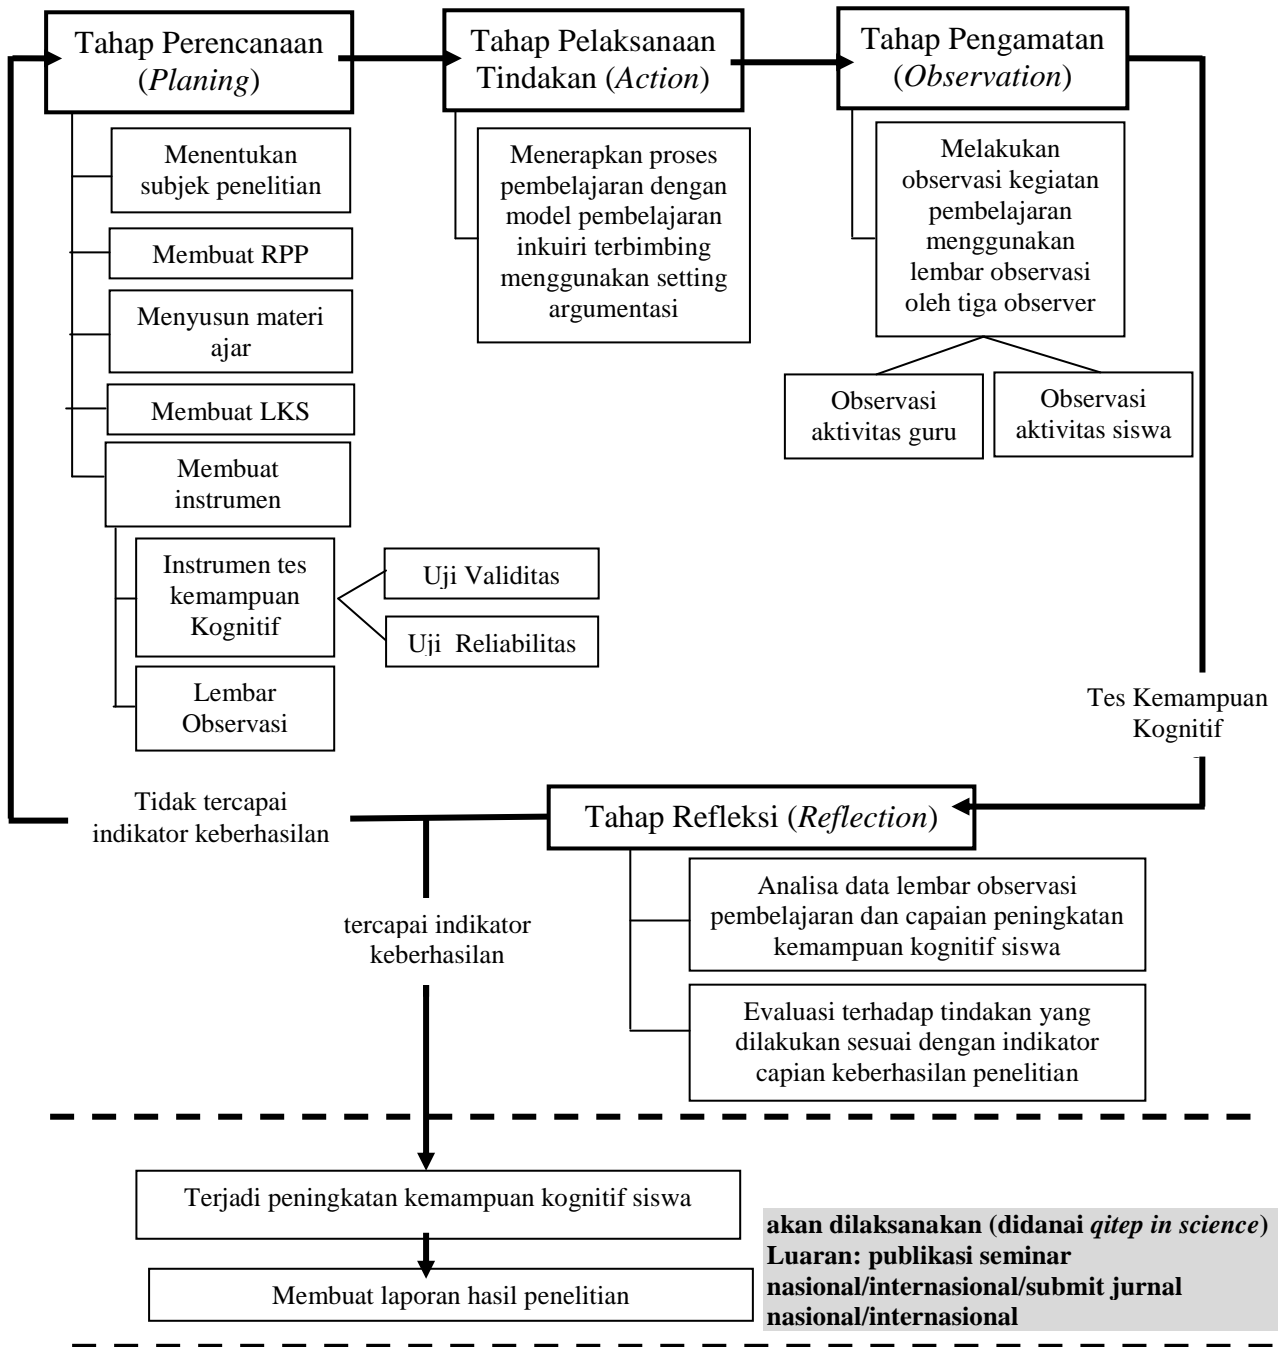 Tahap Perencanaan
(Planing)
Tahap Pelaksanaan
Tindakan (Action)
Tahap Pengamatan
(Observation)
Menentukan
subjek penelitian
Membuat RPP
Menyusun materi
ajar
Membuat LKS
Membuat
instrumen
Instrumen tes
kemampuan
Kognitif
Uji Validitas
Uji  Reliabilitas
Lembar
Observasi
Menerapkan proses
pembelajaran dengan
model pembelajaran
inkuiri terbimbing
menggunakan setting
argumentasi
Melakukan
observasi kegiatan
pembelajaran
menggunakan
lembar observasi
oleh tiga observer
Observasi
aktivitas guru
Observasi
aktivitas siswa
Tes Kemampuan
Kognitif
Tahap Refleksi (Reflection)
Tidak tercapai
indikator keberhasilan
tercapai indikator
keberhasilan
Analisa data lembar observasi
pembelajaran dan capaian peningkatan
kemampuan kognitif siswa
Evaluasi terhadap tindakan yang
dilakukan sesuai dengan indikator
capian keberhasilan penelitian
Terjadi peningkatan kemampuan kognitif siswa
Membuat laporan hasil penelitian
akan dilaksanakan (didanai qitep in science)
Luaran: publikasi seminar
nasional/internasional/submit jurnal
nasional/internasional